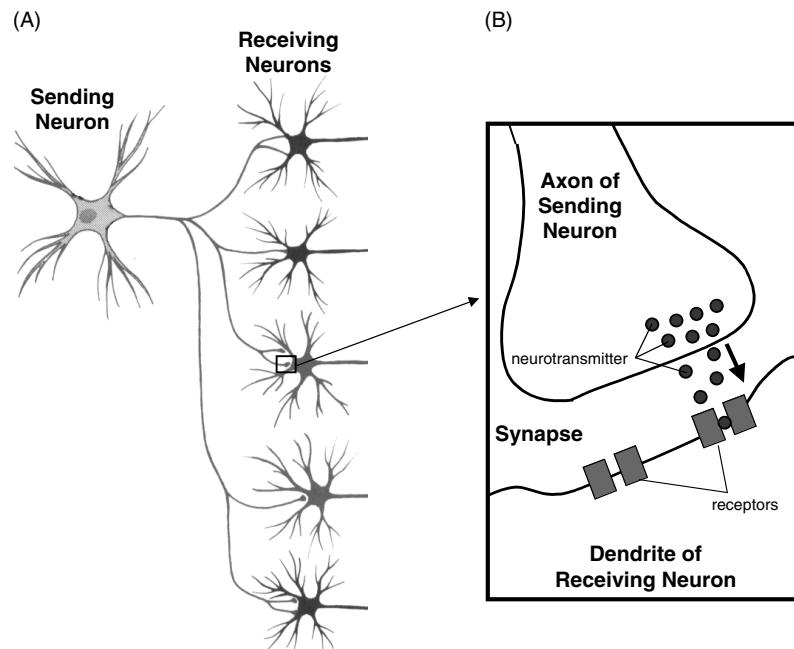 (A)
Receiving
Neurons
Sending
Neuron
(B)
Axon of
Sending
Neuron
neurotransmitter
Synapse
receptors
Dendrite of
Receiving Neuron